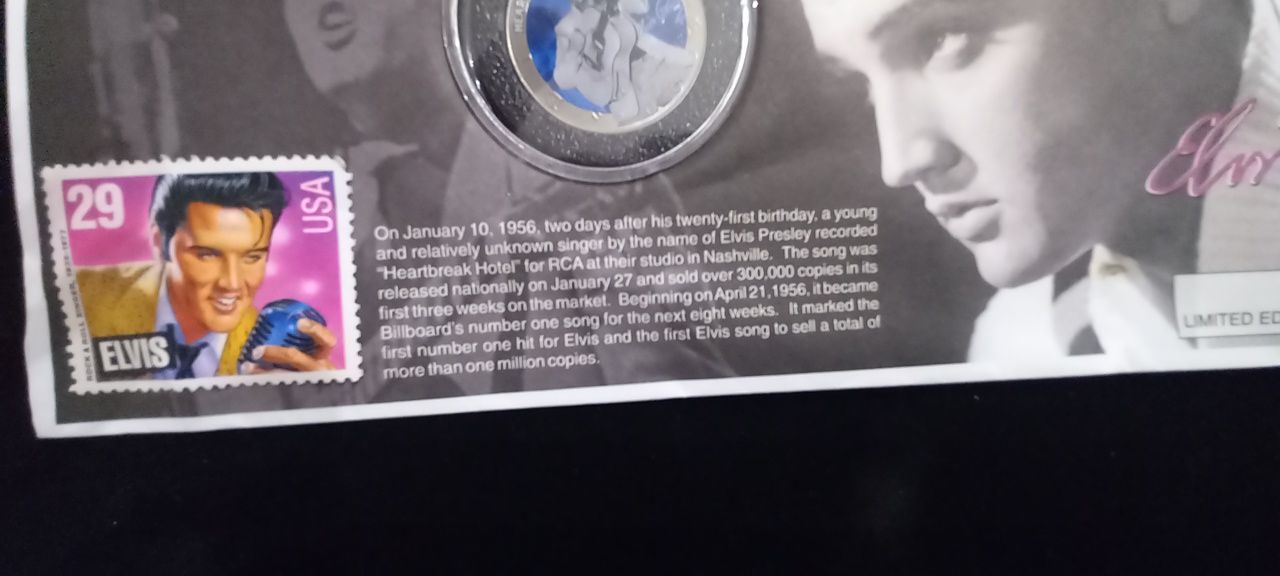 29
USA
ELVIS
On January 10, 1956, two days after his twenty-first birthday, a young
and relatively unknown singer by the name of Elvis Presley recorded
"Heartbreak Hotel" for RCA at their studio in Nashville. The song was
released nationally on January 27 and sold over 300,000 copies in its
first three weeks on the market. Beginning on April 21, 1956, it became
Billboard's number one song for the next eight weeks. It marked the
first number one hit for Elvis and the first Elvis song to sell a total of
more than one million copies.
LIMITED ED